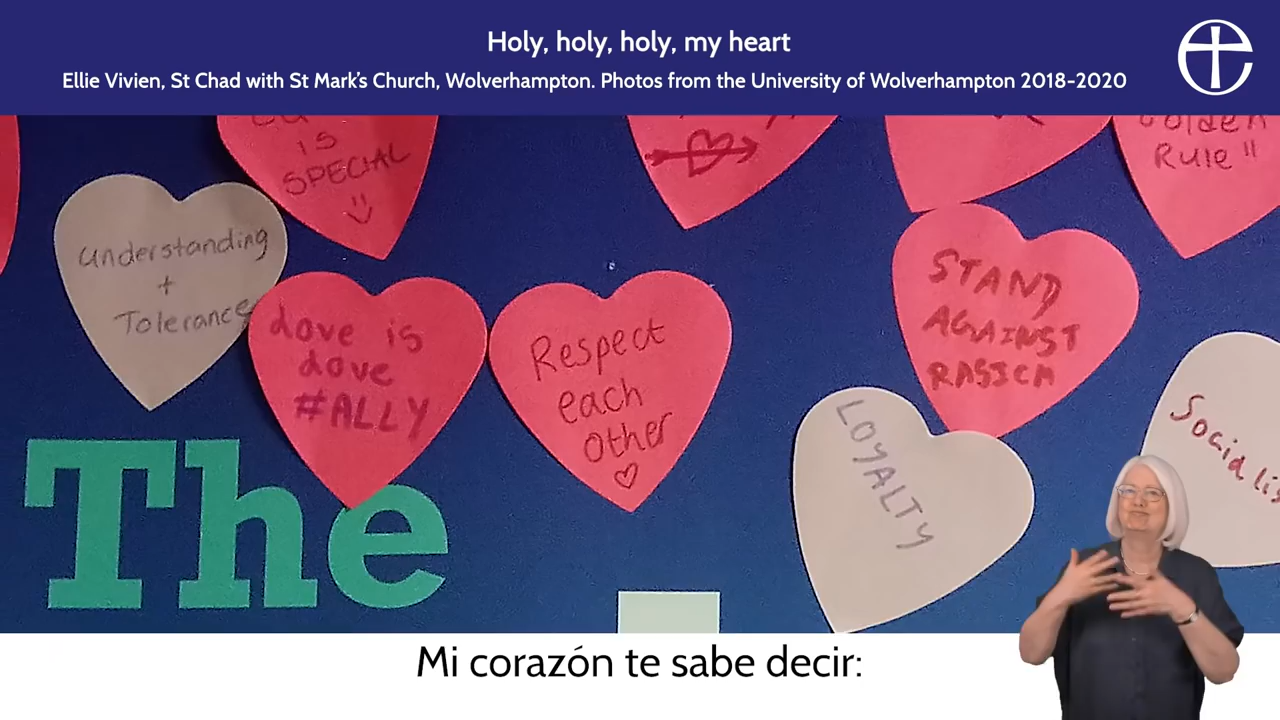 Holy, holy, holy, my heart
Ellie Vivien, St Chad with St Mark's Church, Wolverhampton. Photos from the University of Wolverhampton 2018-2020
is
SPECIAL
Golden
Rule !!
Understanding
+
Tolerance
Love is
Love
#ALLY
Respect
each
other
STAND
AGAINST
RASICM
LOYALTY
The
Mi corazón te sabe decir: